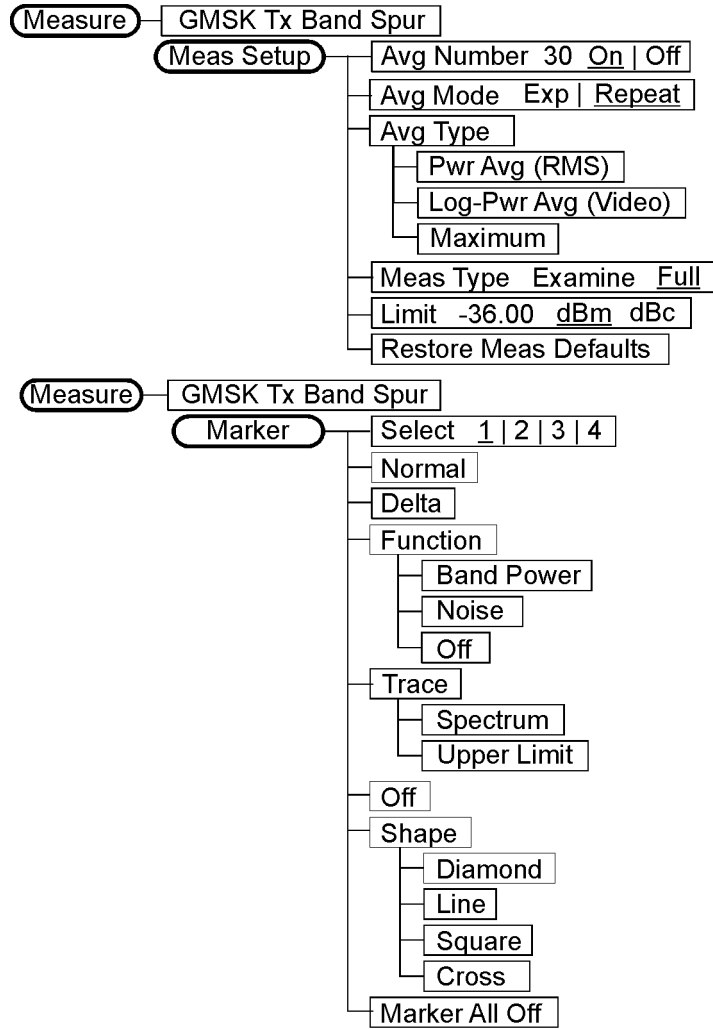 Measure GMSK Tx Band Spur
Meas Setup Avg Number 30 On | Off
Avg Mode Exp | Repeat
Avg Type
Pwr Avg (RMS)
Log-Pwr Avg (Video)
Maximum
Meas Type Examine Full
Limit -36.00 dBm dBc
Restore Meas Defaults
Measure GMSK Tx Band Spur
Marker Select 1 | 2 | 3 | 4
Normal
Delta
Function
Band Power
Noise
Off
Trace
Spectrum
Upper Limit
Off
Shape
Diamond
Line
Square
Cross
Marker All Off